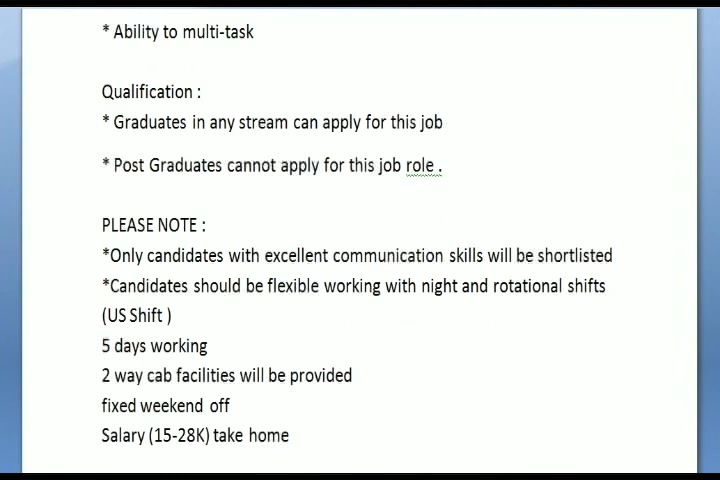 * Ability to multi-task
Qualification :
* Graduates in any stream can apply for this job
* Post Graduates cannot apply for this job role .
PLEASE NOTE :
*Only candidates with excellent communication skills will be shortlisted
*Candidates should be flexible working with night and rotational shifts
(US Shift )
5 days working
2 way cab facilities will be provided
fixed weekend off
Salary (15-28K) take home